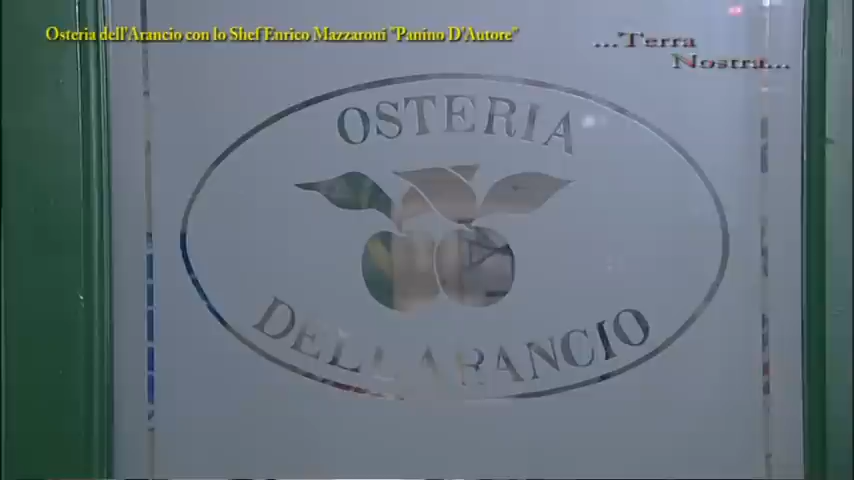 Osteria dell'Arancio con lo Shef Enrico Mazzaroni "Panino D'Autore"
...Terra
Nostra...
OSTERIA
DELL'ARANCIO